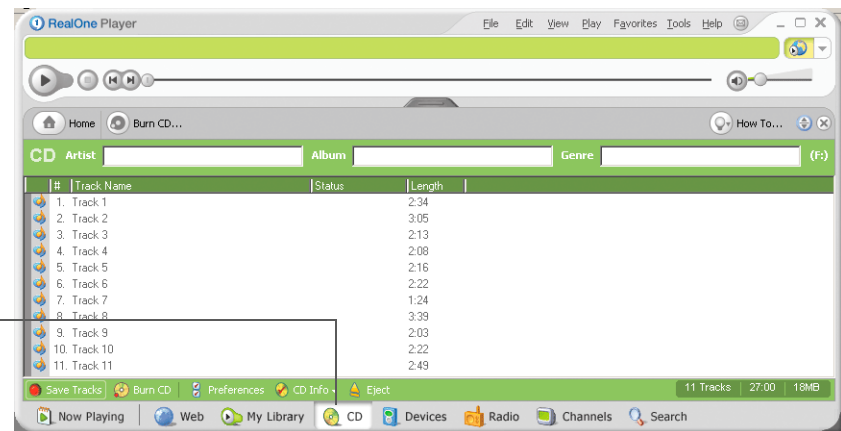 RealOne Player File Edit View Play Favorites Tools Help
Home Burn CD... How To...
CD Artist Album Genre (F:)
# Track Name Status Length
1. Track 1 2:34
2. Track 2 3:05
3. Track 3 2:13
4. Track 4 2:08
5. Track 5 2:16
6. Track 6 2:22
7. Track 7 1:24
8. Track 8 3:39
9. Track 9 2:03
10. Track 10 2:22
11. Track 11 2:49
Save Tracks Burn CD Preferences CD Info Eject 11 Tracks 27:00 18MB
Now Playing Web My Library CD Devices Radio Channels Search